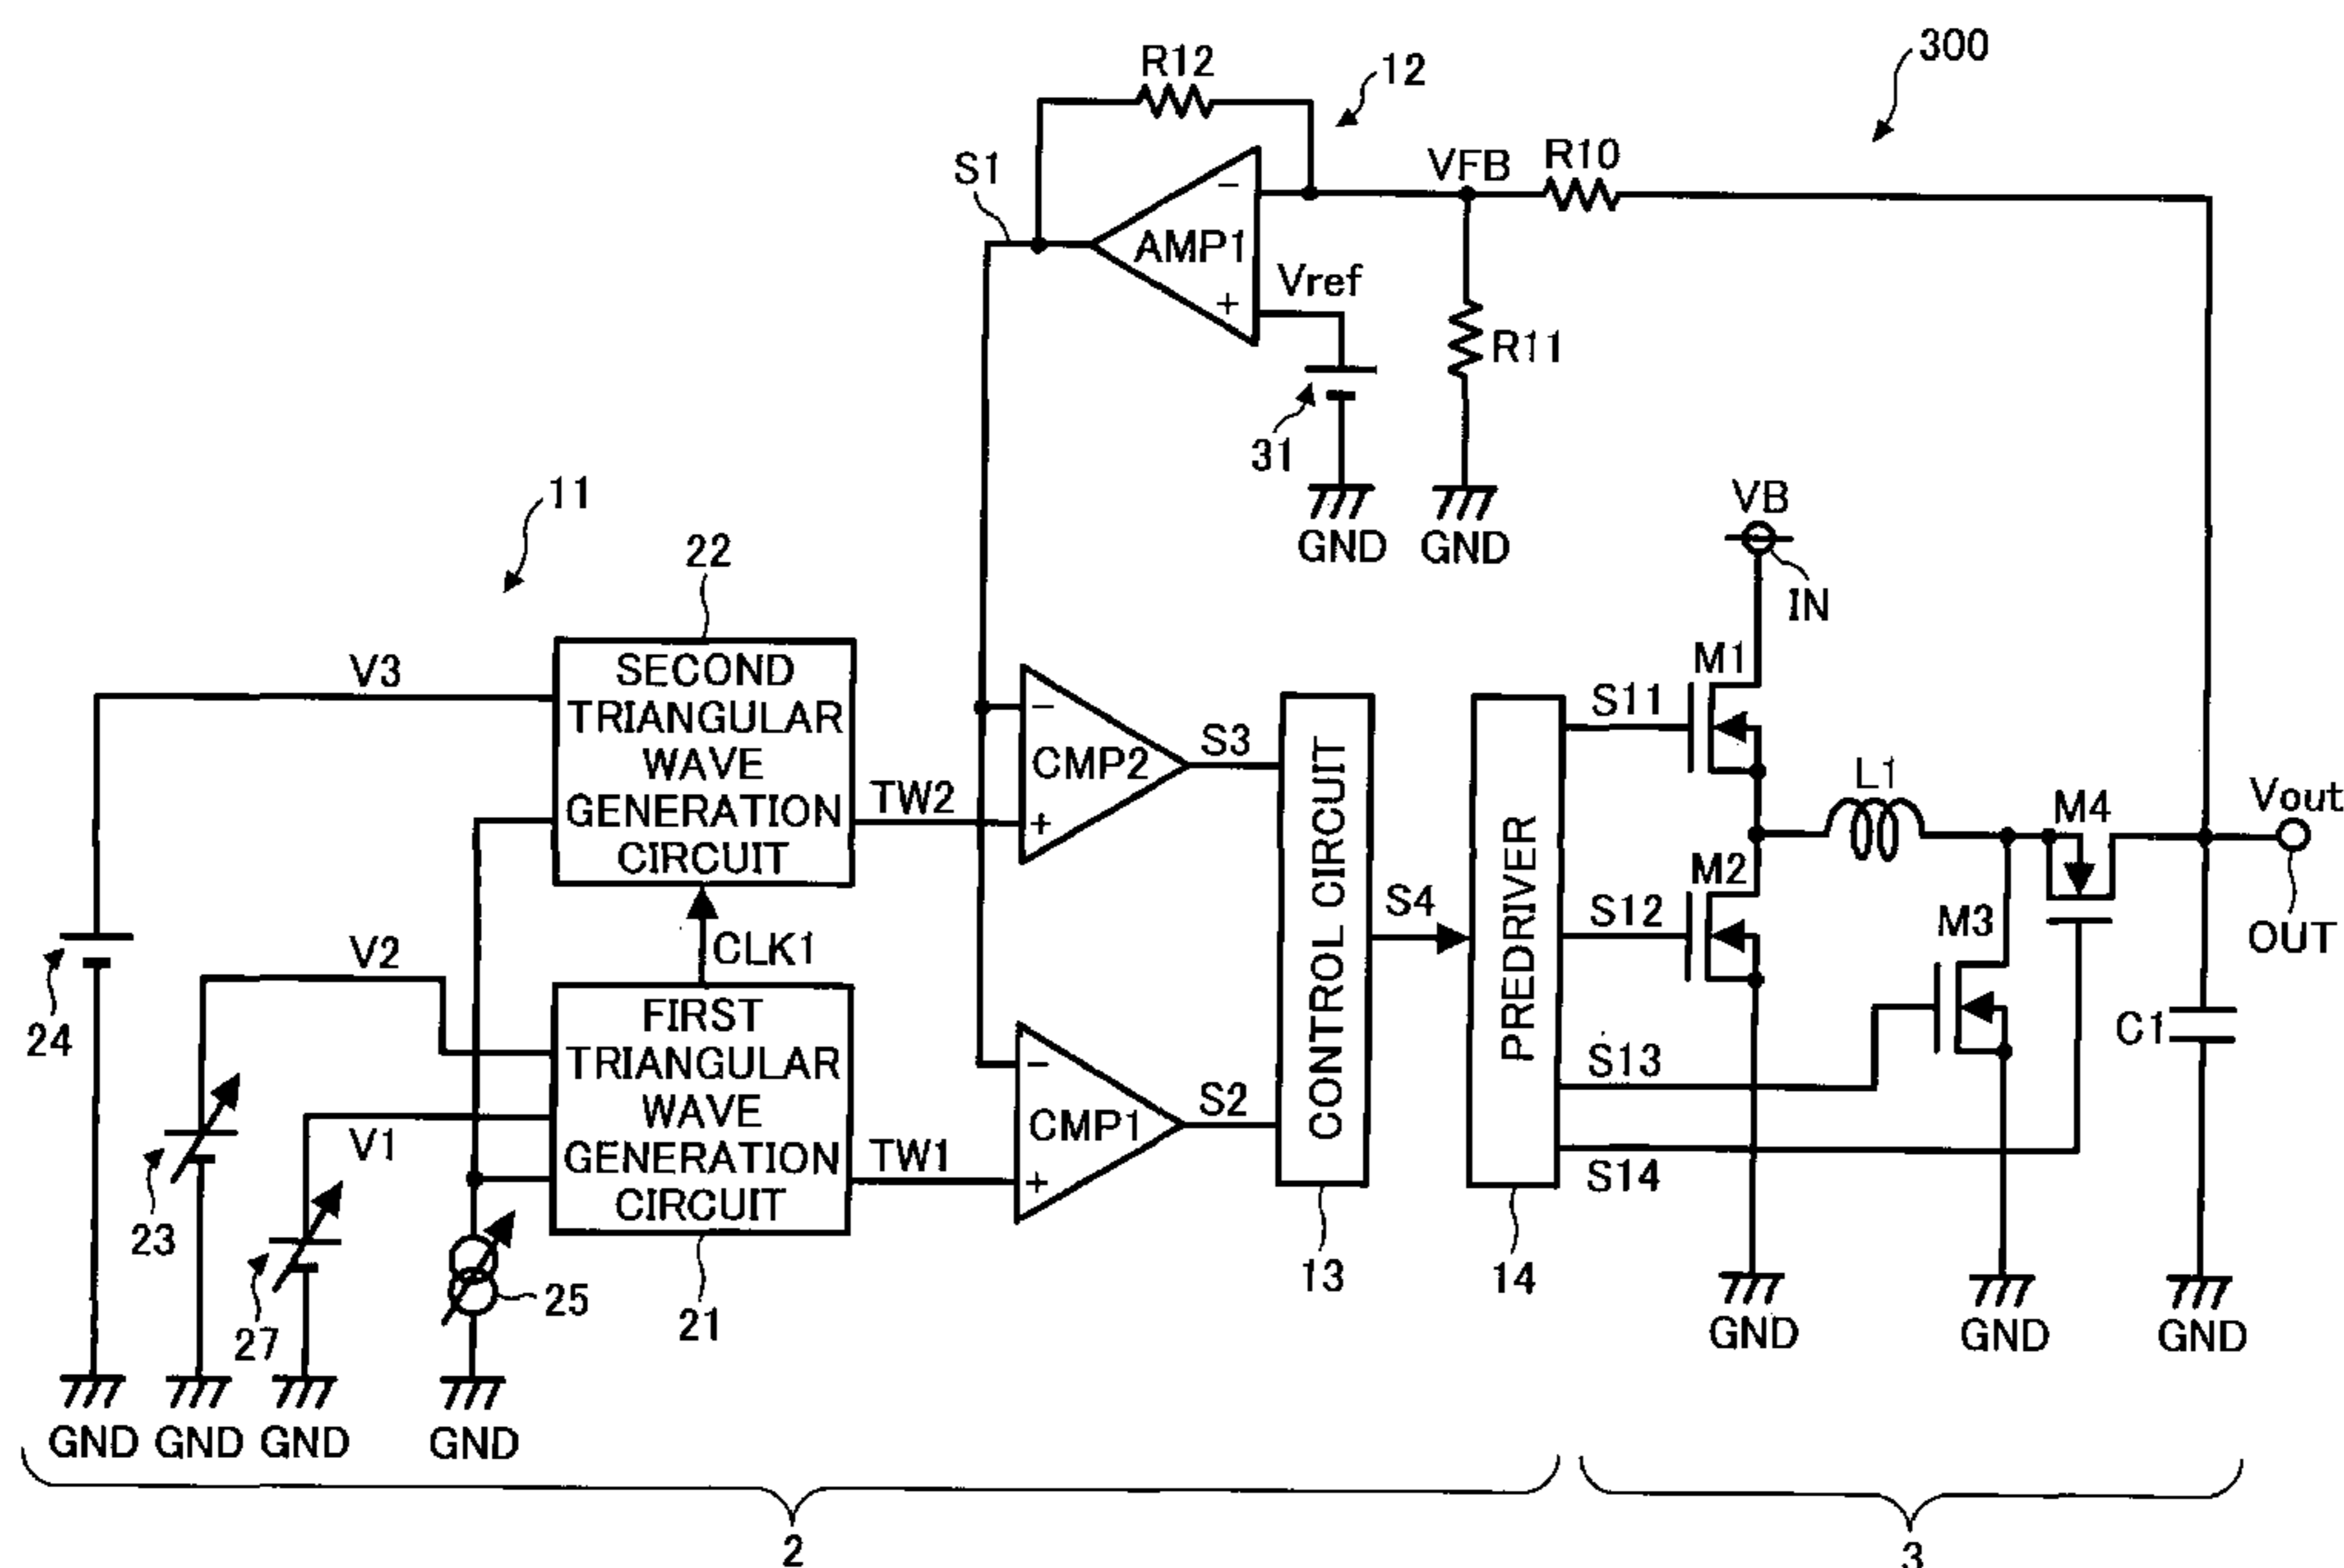 300
R12
12
S1
VFB
R10
AMP1
-
+
Vref
R11
31
GND
GND
11
22
VB
IN
V3
SECOND
TRIANGULAR
WAVE
GENERATION
CIRCUIT
TW2
-
CMP2
+
S3
CONTROL CIRCUIT
S4
PREDRIVER
S11
M1
L1
M4
Vout
OUT
S12
M2
M3
C1
24
V2
CLK1
FIRST
TRIANGULAR
WAVE
GENERATION
CIRCUIT
V1
TW1
-
CMP1
+
S2
S13
S14
23
27
25
21
13
14
GND
GND
GND
GND
GND
GND
GND
2
3